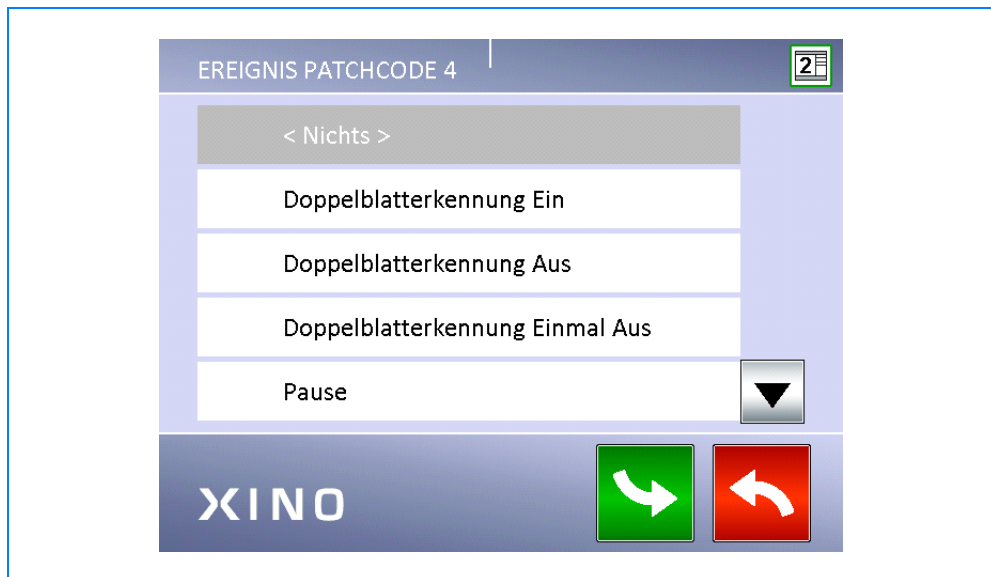 EREIGNIS PATCHCODE 4
2
< Nichts >
Doppelblatterkennung Ein
Doppelblatterkennung Aus
Doppelblatterkennung Einmal Aus
Pause
XINO